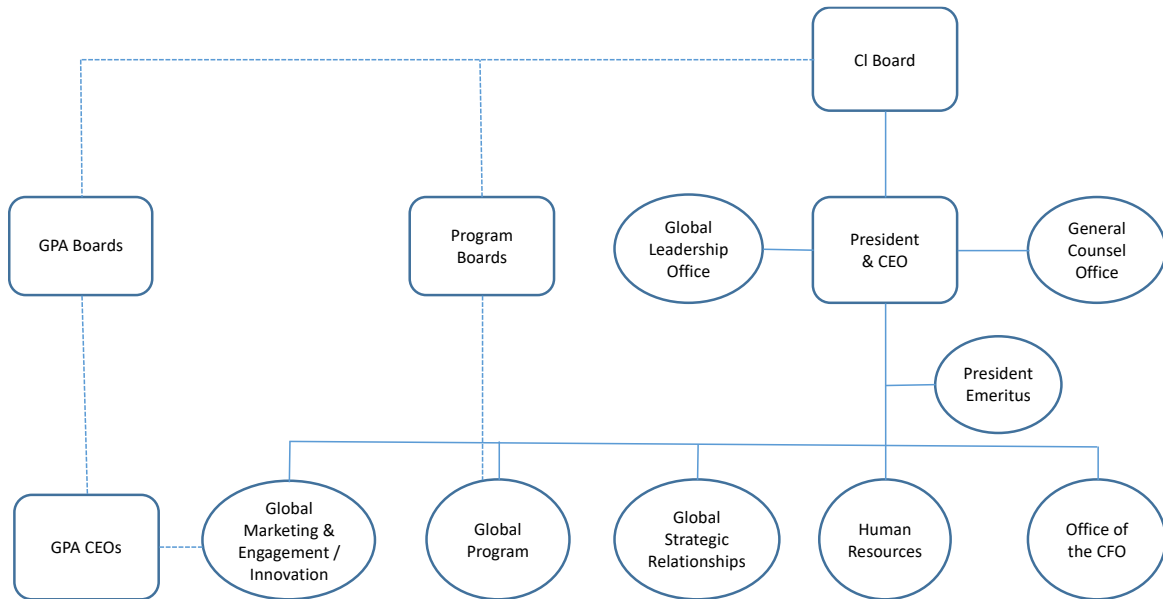 CI Board
GPA Boards
Program
Boards
Global
Leadership
Office
President
& CEO
General
Counsel
Office
President
Emeritus
GPA CEOs
Global
Marketing &
Engagement /
Innovation
Global
Program
Global
Strategic
Relationships
Human
Resources
Office of
the CFO